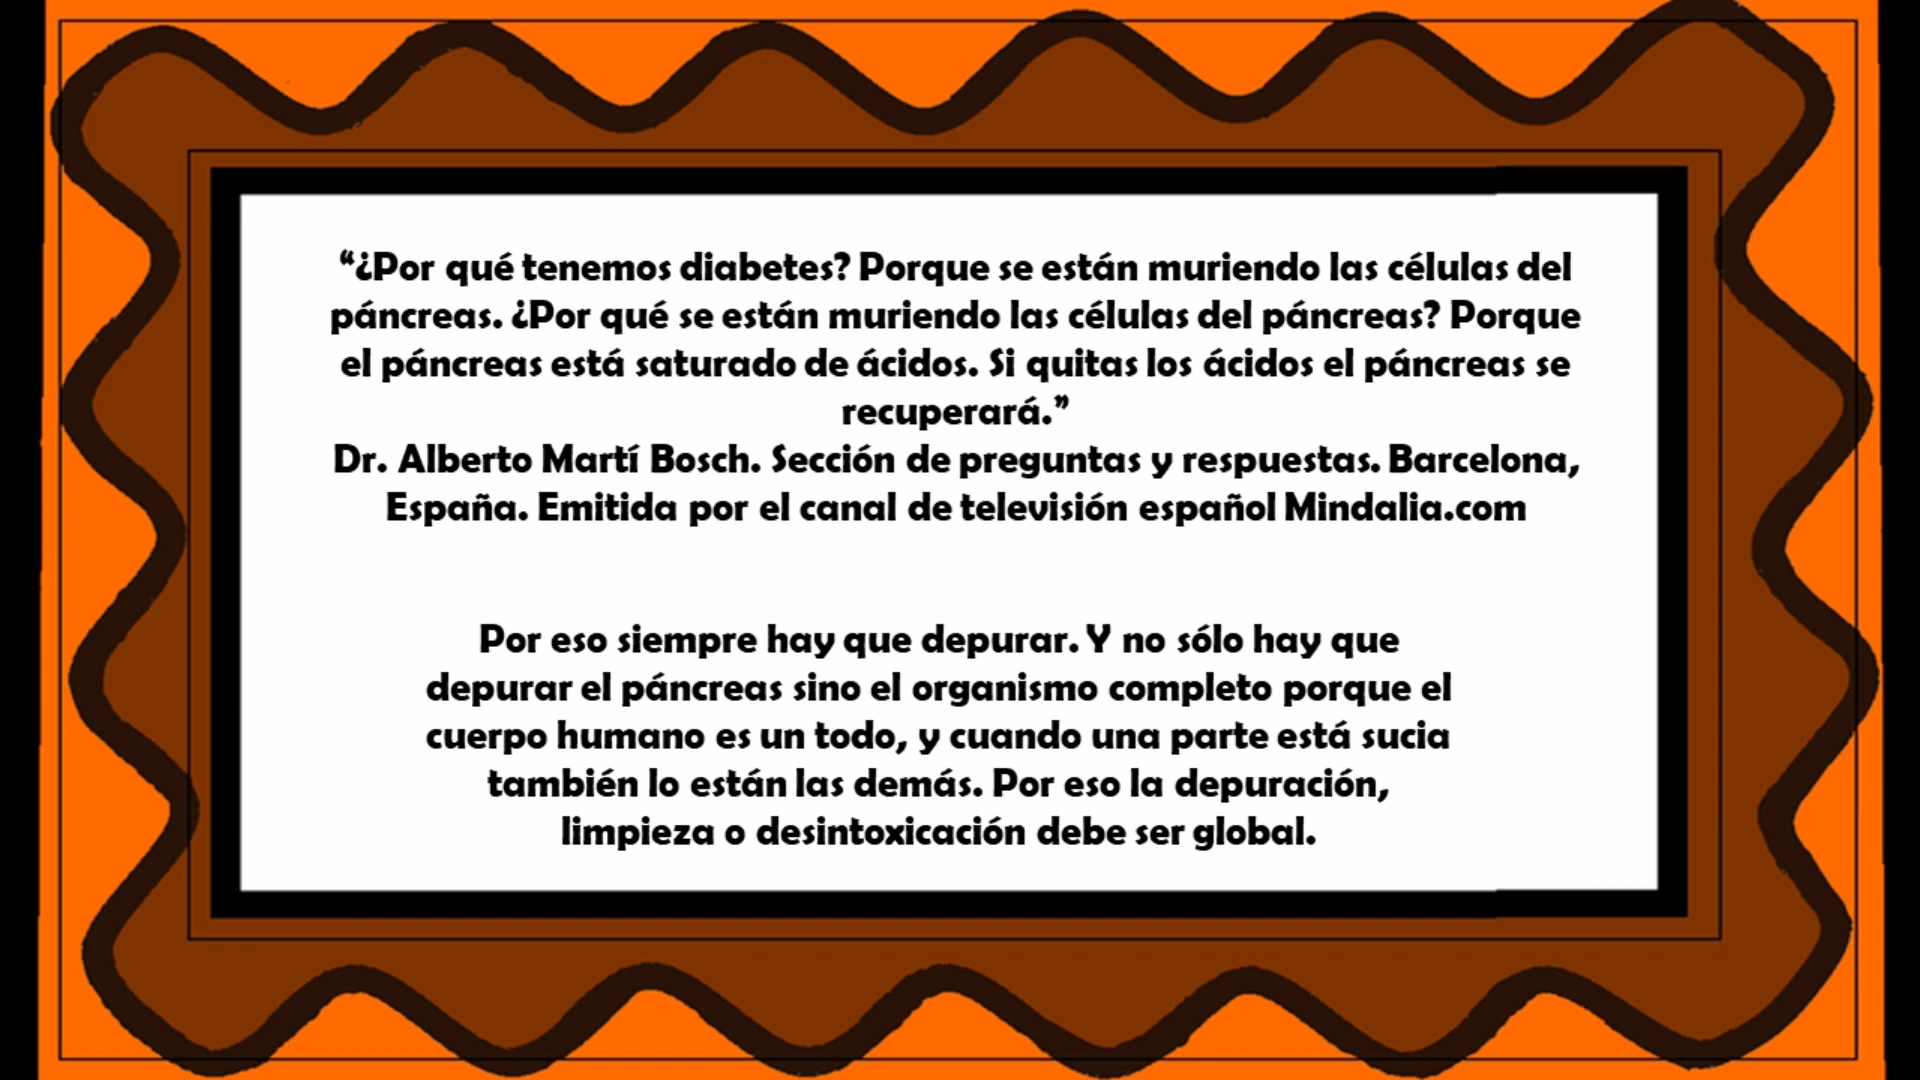 “¿Por qué tenemos diabetes? Porque se están muriendo las células del
páncreas. ¿Por qué se están muriendo las células del páncreas? Porque
el páncreas está saturado de ácidos. Si quitas los ácidos el páncreas se
recuperará.”
Dr. Alberto Martí Bosch. Sección de preguntas y respuestas. Barcelona,
España. Emitida por el canal de televisión español Mindalia.com
Por eso siempre hay que depurar. Y no sólo hay que
depurar el páncreas sino el organismo completo porque el
cuerpo humano es un todo, y cuando una parte está sucia
también lo están las demás. Por eso la depuración,
limpieza o desintoxicación debe ser global.